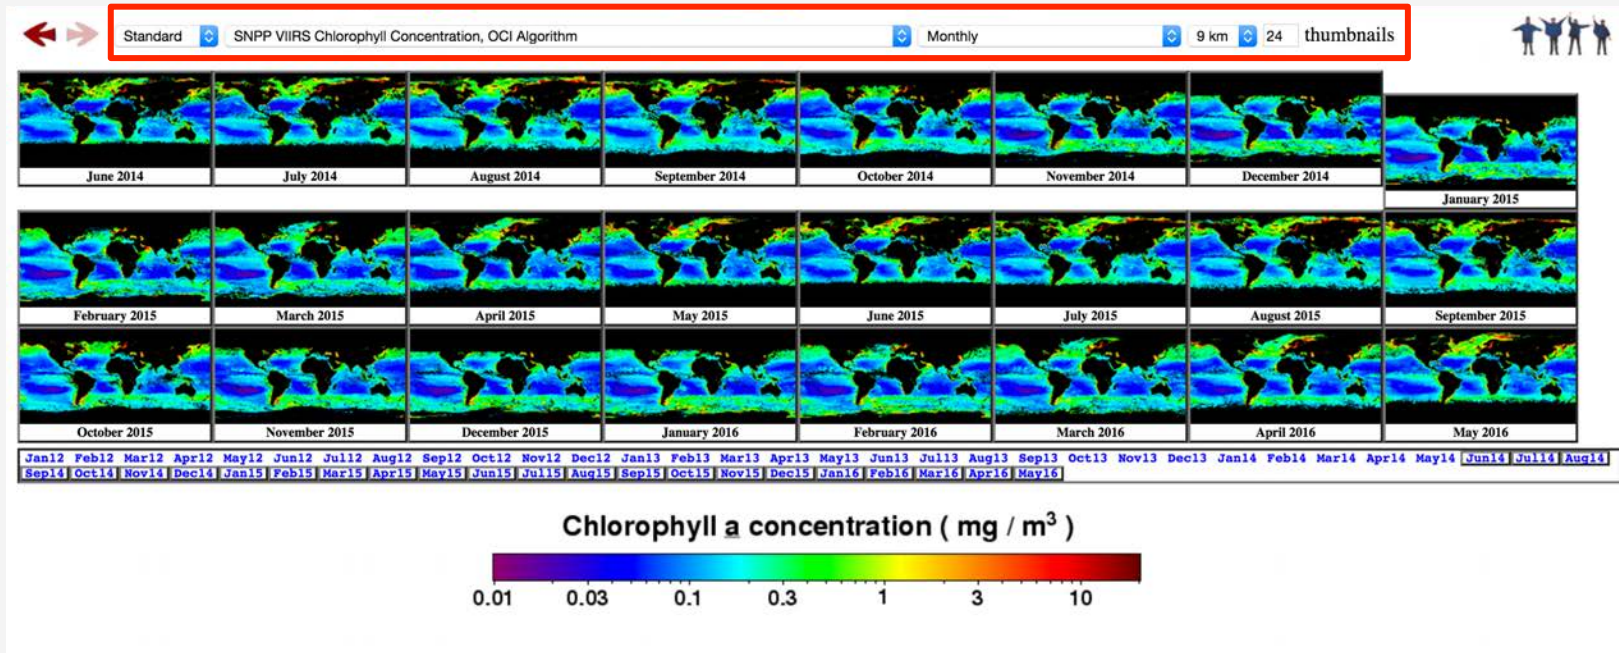 Standard SNPP VIIRS Chlorophyll Concentration, OCI Algorithm Monthly 9 km 24 thumbnails
June 2014 July 2014 August 2014 September 2014 October 2014 November 2014 December 2014
January 2015
February 2015 March 2015 April 2015 May 2015 June 2015 July 2015 August 2015 September 2015
October 2015 November 2015 December 2015 January 2016 February 2016 March 2016 April 2016 May 2016
Jan12 Feb12 Mar12 Apr12 May12 Jun12 Jul12 Aug12 Sep12 Oct12 Nov12 Dec12 Jan13 Feb13 Mar13 Apr13 May13 Jun13 Jul13 Aug13 Sep13 Oct13 Nov13 Dec13 Jan14 Feb14 Mar14 Apr14 May14 Jun14 Jul14 Aug14
Sep14 Oct14 Nov14 Dec14 Jan15 Feb15 Mar15 Apr15 May15 Jun15 Jul15 Aug15 Sep15 Oct15 Nov15 Dec15 Jan16 Feb16 Mar16 Apr16 May16
Chlorophyll a concentration ( mg / m³ )
0.01 0.03 0.1 0.3 1 3 10